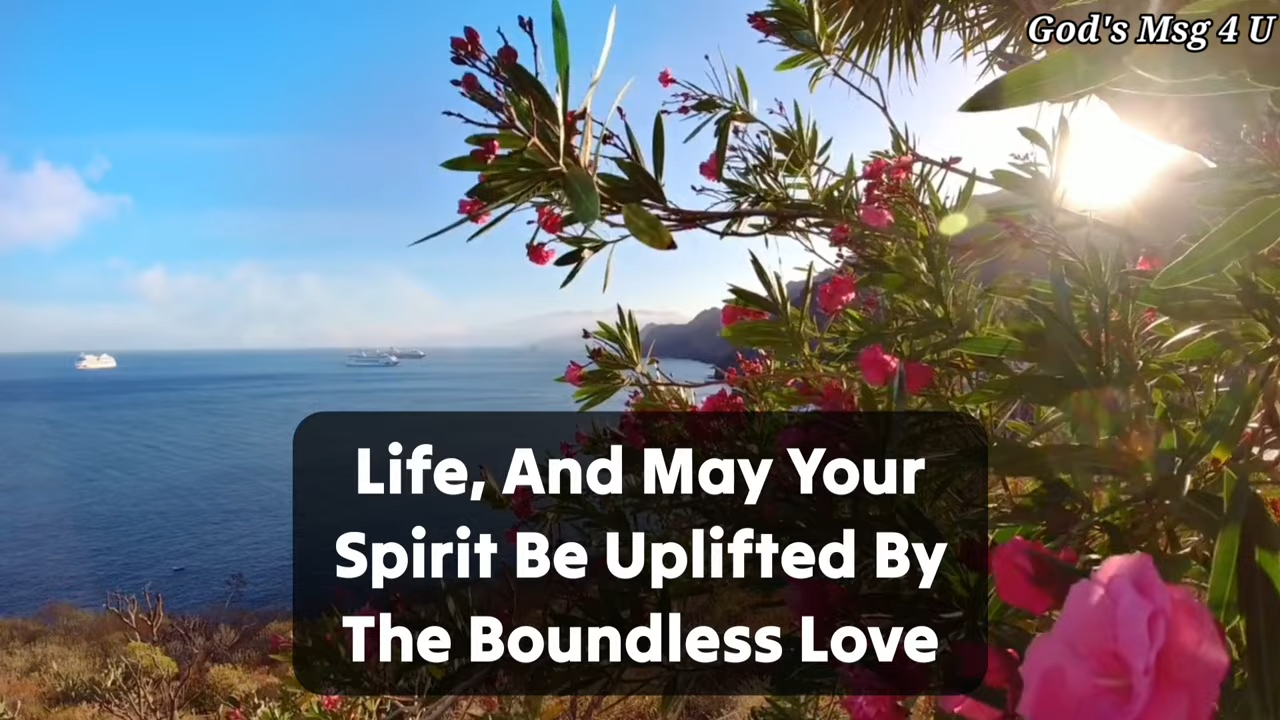 God's Msg 4 U
Life, And May Your
Spirit Be Uplifted By
The Boundless Love